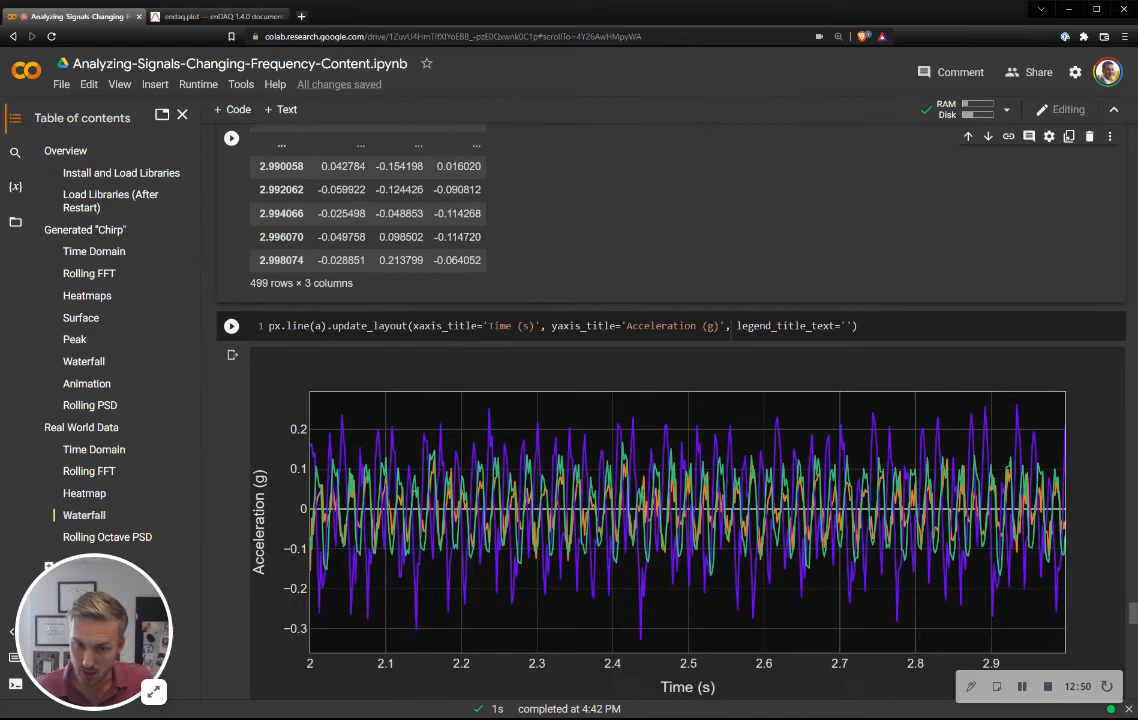 Analyzing-Signals-Changing-F
endaq.plot — enDAQ 1.4.0 document
colab.research.google.com/drive/1ZuvU4HmTIfXIYoEBB_-pzE0Qxwnk0C1p#scrollTo=4Y26AwHMpyWA
Analyzing-Signals-Changing-Frequency-Content.ipynb
Comment
Share
File Edit View Insert Runtime Tools Help All changes saved
+ Code + Text
RAM
Disk
Editing
Table of contents
Overview
Install and Load Libraries
Load Libraries (After
Restart)
Generated "Chirp"
Time Domain
Rolling FFT
Heatmaps
Surface
Peak
Waterfall
Animation
Rolling PSD
Real World Data
Time Domain
Rolling FFT
Heatmap
Waterfall
Rolling Octave PSD
{x}
... ... ... ...
2.990058 0.042784 -0.154198 0.016020
2.992062 -0.059922 -0.124426 -0.090812
2.994066 -0.025498 -0.048853 -0.114268
2.996070 -0.049758 0.098502 -0.114720
2.998074 -0.028851 0.213799 -0.064052
499 rows × 3 columns
1 px.line(a).update_layout(xaxis_title='Time (s)', yaxis_title='Acceleration (g)', legend_title_text='')
Acceleration (g)
0.2
0.1
0
−0.1
−0.2
−0.3
2 2.1 2.2 2.3 2.4 2.5 2.6 2.7 2.8 2.9
Time (s)
12:50
1s completed at 4:42 PM